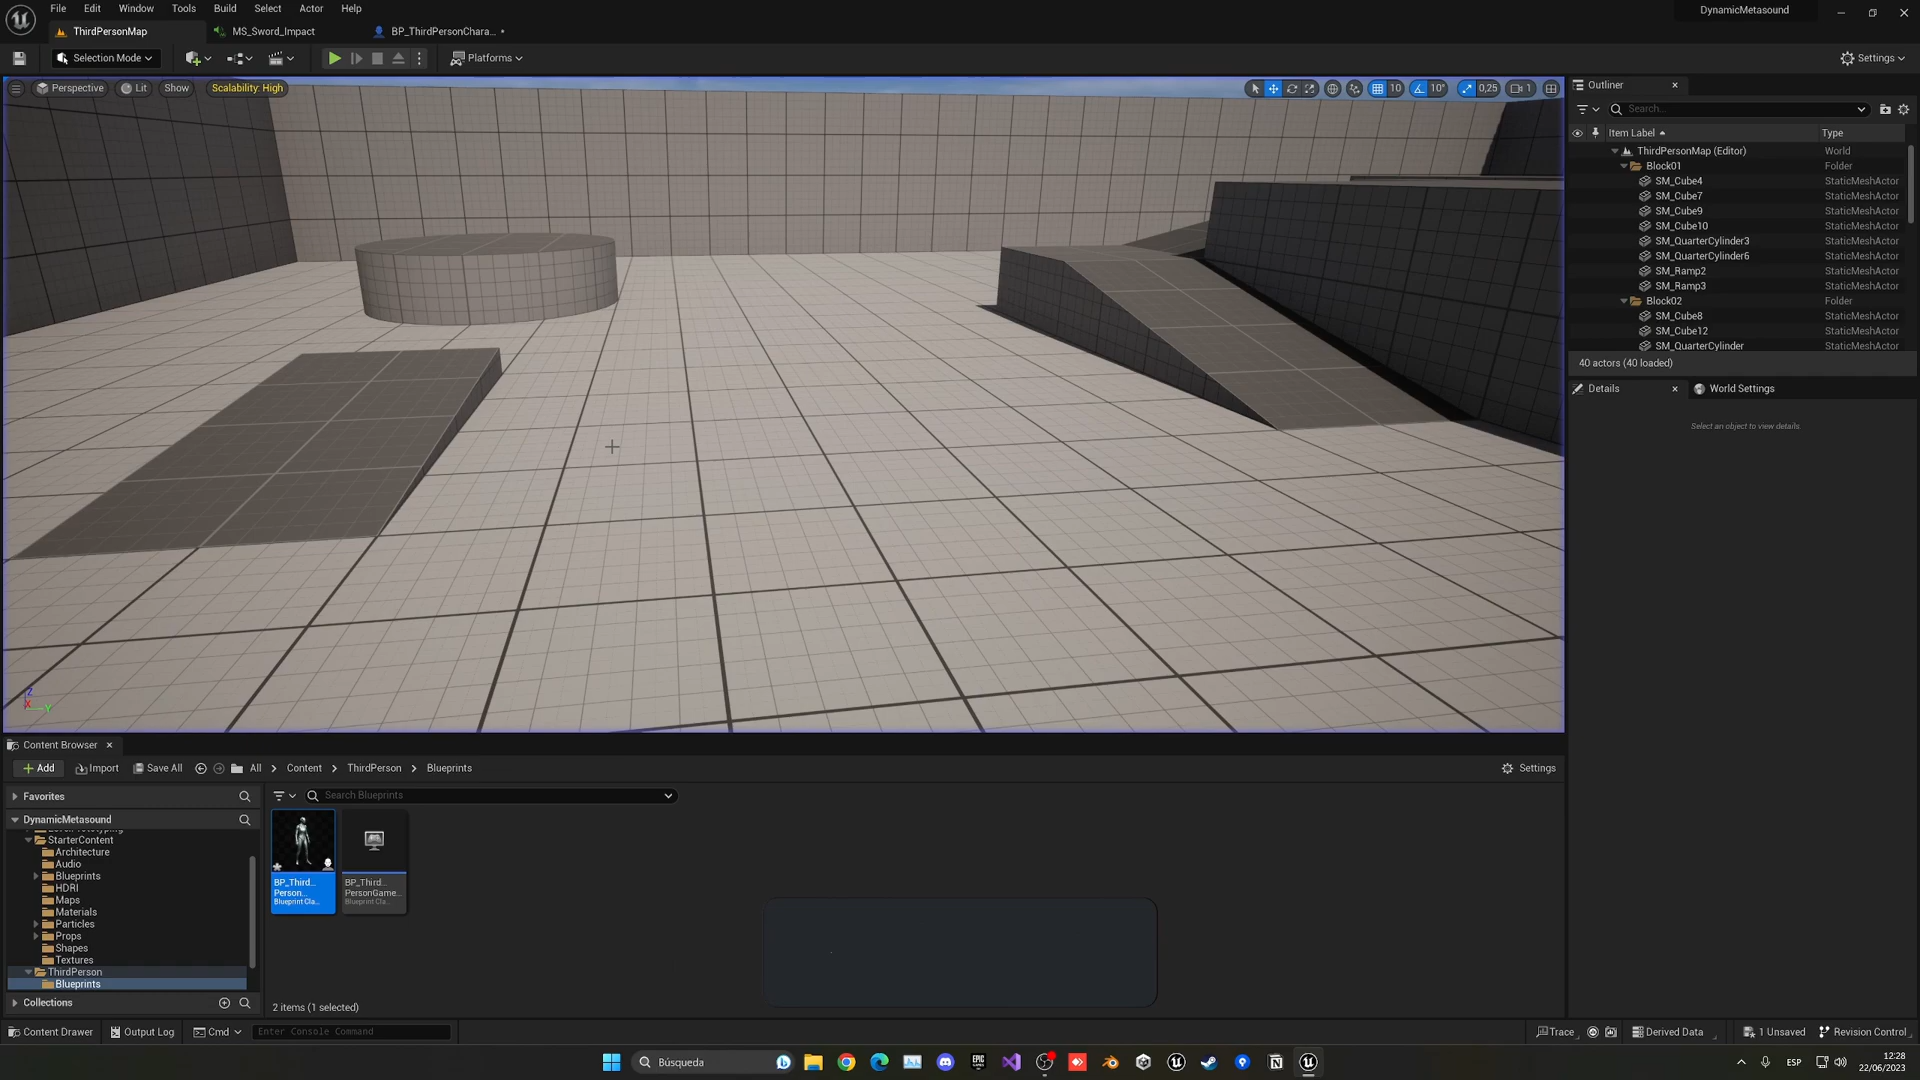 File Edit Window Tools Build Select Actor Help
DynamicMetasound
ThirdPersonMap
MS_Sword_Impact
BP_ThirdPersonChara... •
Selection Mode
Platforms
Settings
Perspective
Lit
Show
Scalability: High
10
10°
0,25
1
Outliner
Search...
Item Label
Type
ThirdPersonMap (Editor) World
Block01 Folder
SM_Cube4 StaticMeshActor
SM_Cube7 StaticMeshActor
SM_Cube9 StaticMeshActor
SM_Cube10 StaticMeshActor
SM_QuarterCylinder3 StaticMeshActor
SM_QuarterCylinder6 StaticMeshActor
SM_Ramp2 StaticMeshActor
SM_Ramp3 StaticMeshActor
Block02 Folder
SM_Cube8 StaticMeshActor
SM_Cube12 StaticMeshActor
SM_QuarterCylinder StaticMeshActor
40 actors (40 loaded)
Details
World Settings
Select an object to view details.
Z
X
Y
Content Browser
Add
Import
Save All
All > Content > ThirdPerson > Blueprints
Settings
Favorites
Search Blueprints
DynamicMetasound
StarterContent
Architecture
Audio
Blueprints
HDRI
Maps
Materials
Particles
Props
Shapes
Textures
ThirdPerson
Blueprints
Collections
BP_Third...
Person...
Blueprint Cla...
BP_Third...
PersonGame...
Blueprint Cla...
2 items (1 selected)
Content Drawer
Output Log
Cmd
Enter Console Command
Trace
Derived Data
1 Unsaved
Revision Control
Búsqueda
EPIC
ESP
12:28
22/06/2023